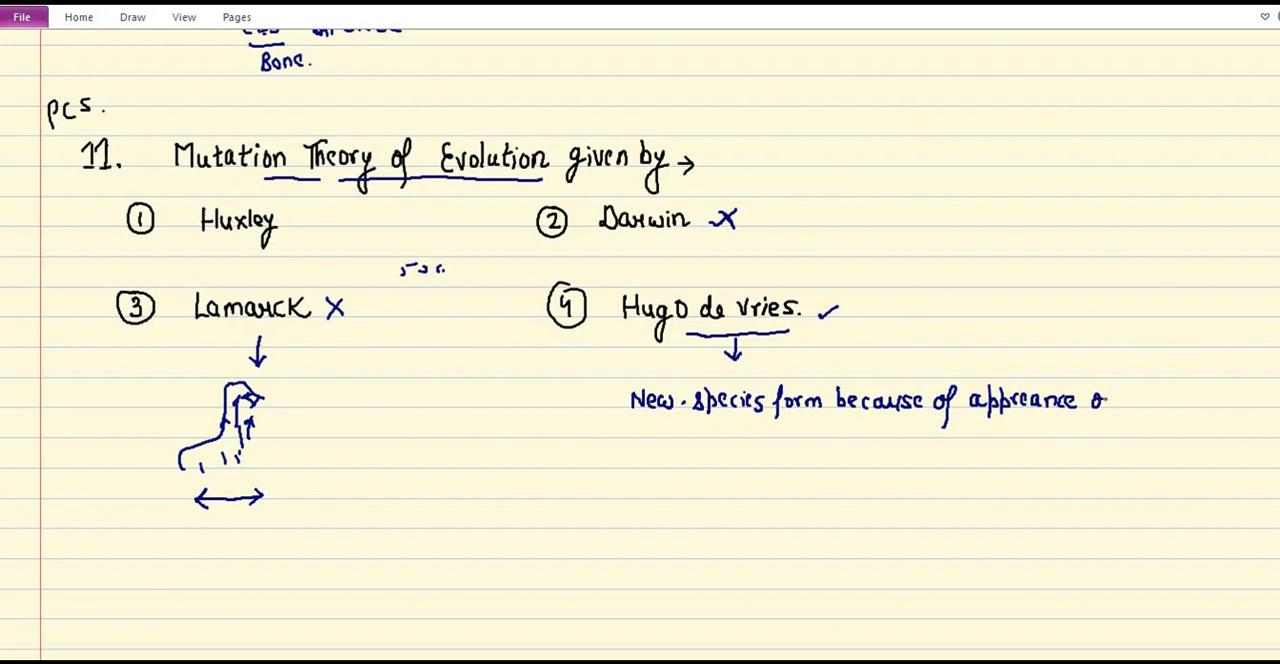 File Home Draw View Pages
Bone.
PCS.
11. Mutation Theory of Evolution given by →
① Huxley ② Darwin X
③ Lamarck X ④ Hugo de Vries. ✓
New. species form because of appreance o